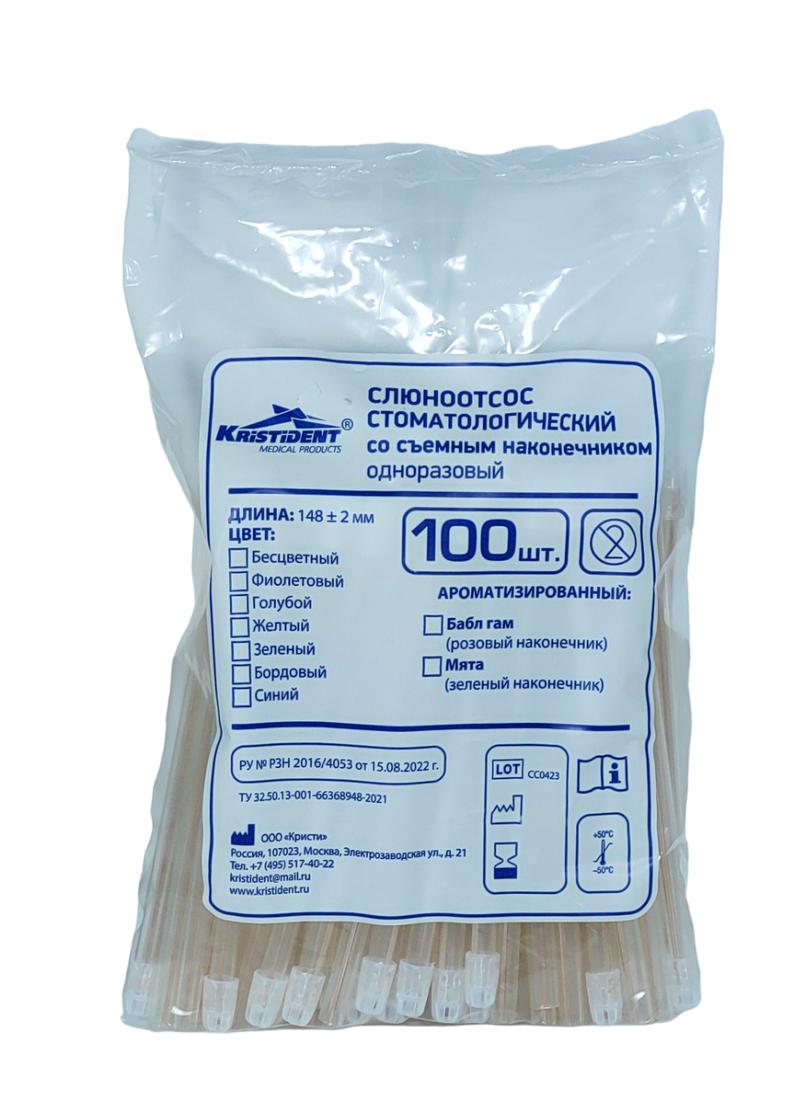 KRISTIDENT®
MEDICAL PRODUCTS
СЛЮНООТСОС
СТОМАТОЛОГИЧЕСКИЙ
со съемным наконечником
одноразовый
ДЛИНА: 148 ± 2 мм
ЦВЕТ:
Бесцветный
Фиолетовый
Голубой
Желтый
Зеленый
Бордовый
Синий
100 шт.
2
АРОМАТИЗИРОВАННЫЙ:
Бабл гам
(розовый наконечник)
Мята
(зеленый наконечник)
РУ № РЗН 2016/4053 от 15.08.2022 г.
ТУ 32.50.13-001-66368948-2021
ООО «Кристи»
Россия, 107023, Москва, Электрозаводская ул., д. 21
Тел. +7 (495) 517-40-22
kristident@mail.ru
www.kristident.ru
LOT CC0423
i
+50°C
–50°C